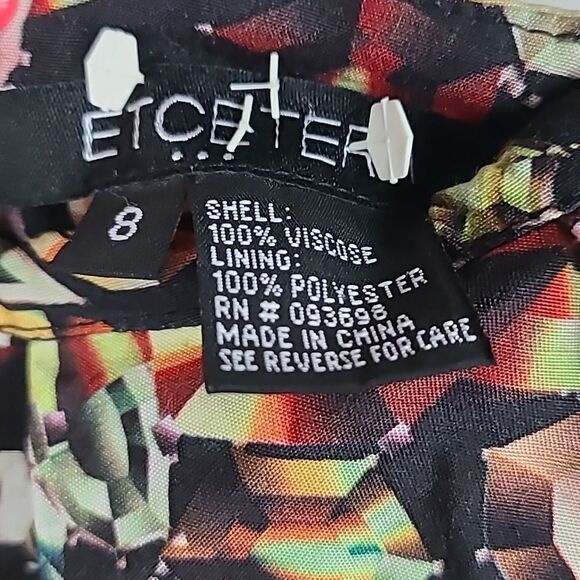 ETCETERA
8
SHELL:
100% VISCOSE
LINING:
100% POLYESTER
RN # 093698
MADE IN CHINA
SEE REVERSE FOR CARE